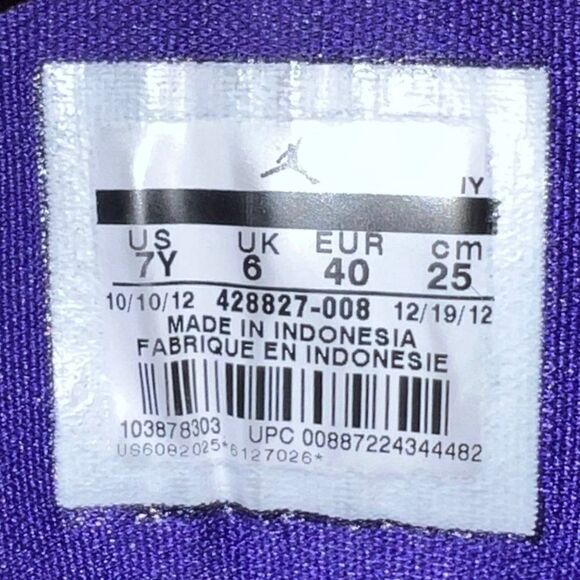 IY
US UK EUR cm
7Y 6 40 25
10/10/12 428827-008 12/19/12
MADE IN INDONESIA
FABRIQUE EN INDONESIE
103878303 UPC 00887224344482
US6082025*6127026*